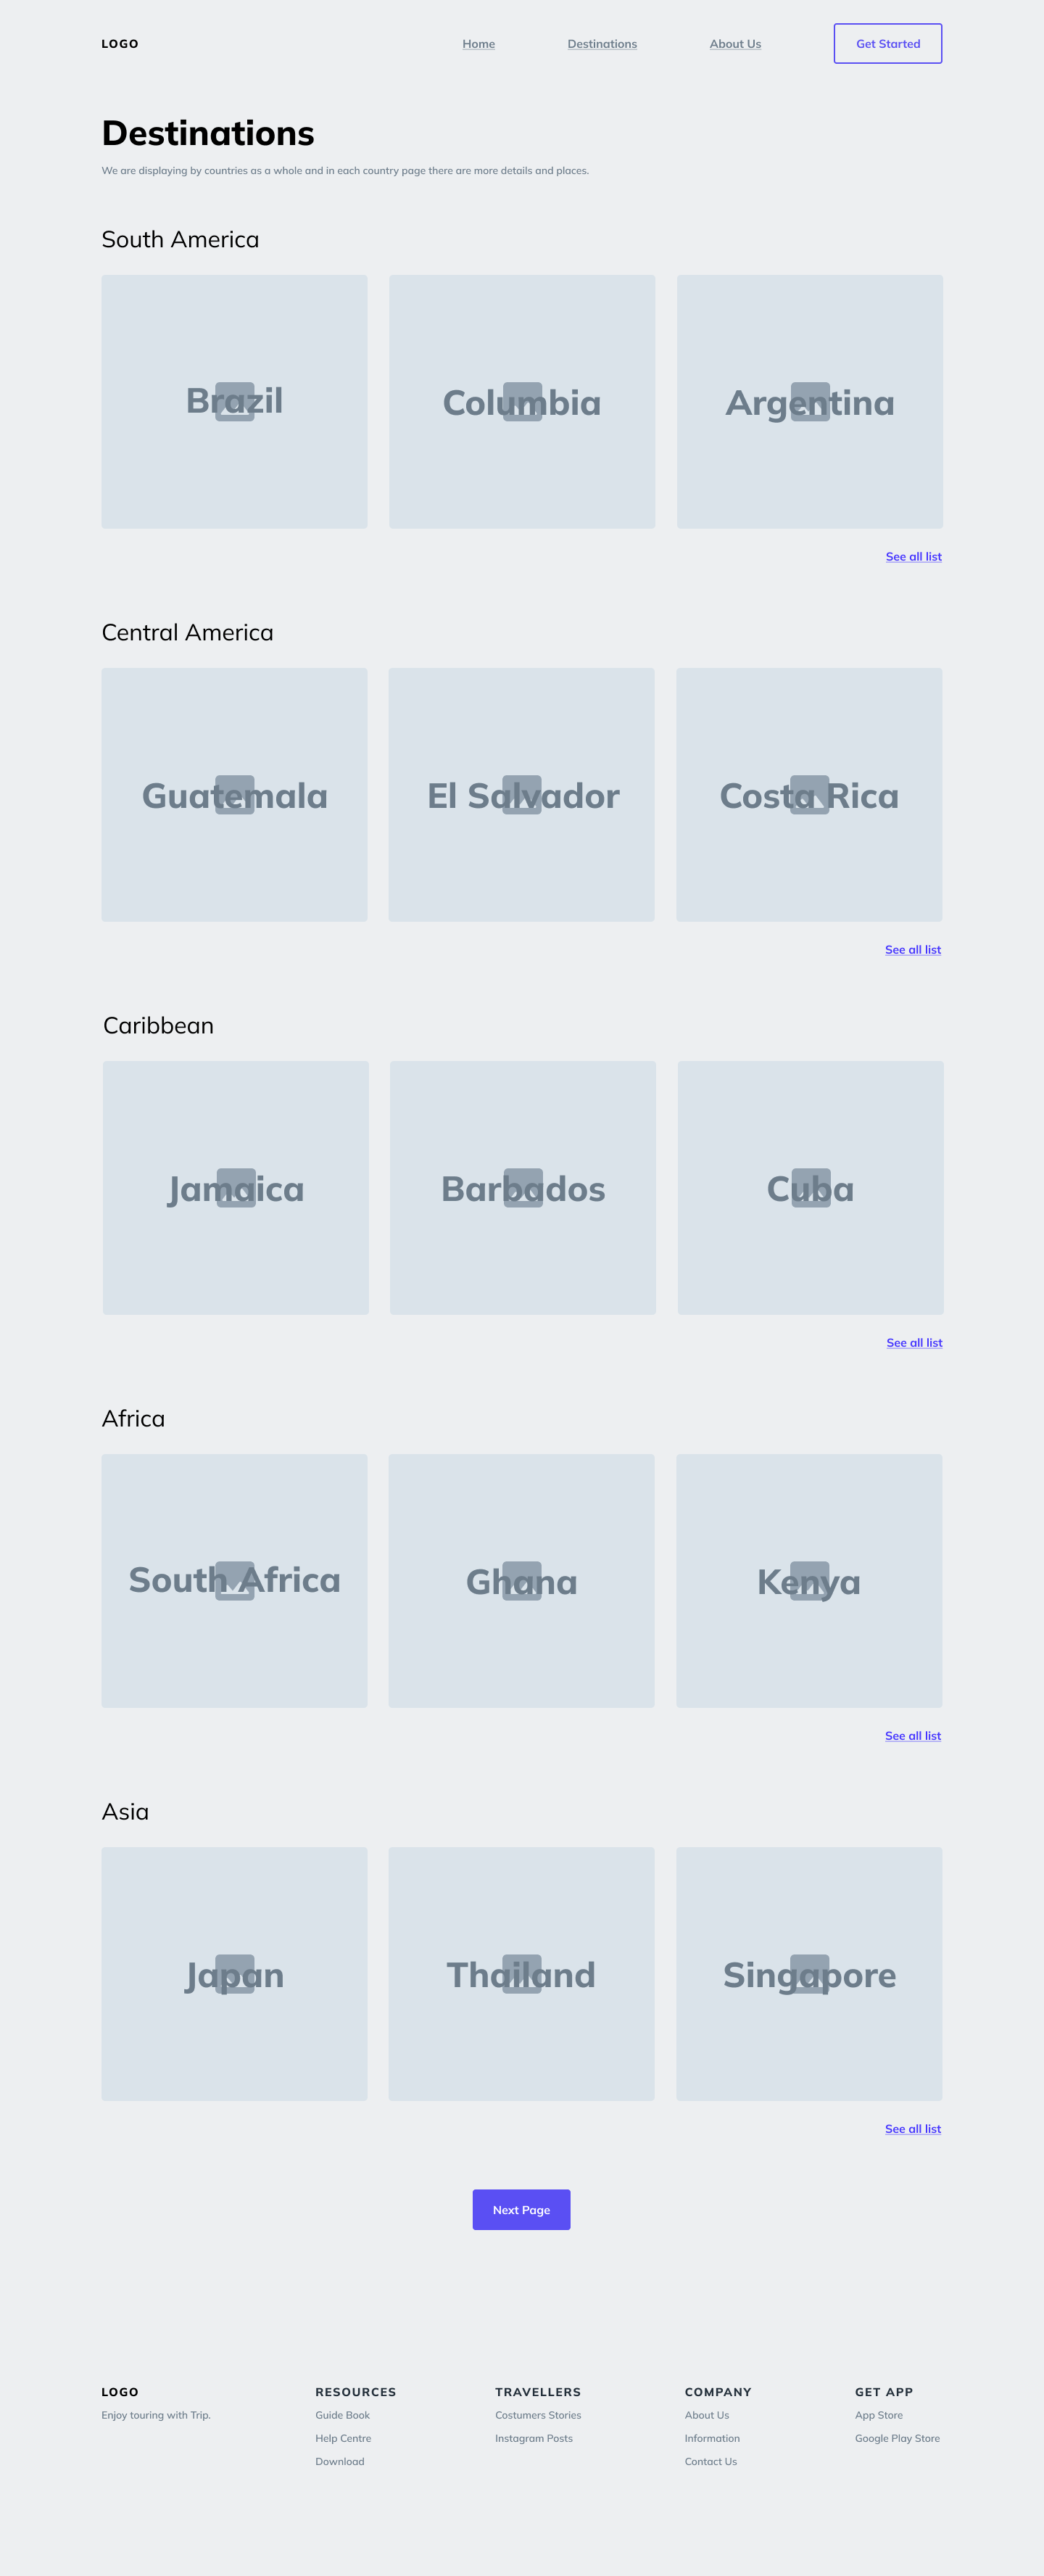 LOGO
Home
Destinations
About Us
Get Started
Destinations
We are displaying by countries as a whole and in each country page there are more details and places.
South America
Brazil
Columbia
Argentina
See all list
Central America
Guatemala
El Salvador
Costa Rica
See all list
Caribbean
Jamaica
Barbados
Cuba
See all list
Africa
South Africa
Ghana
Kenya
See all list
Asia
Japan
Thailand
Singapore
See all list
Next Page
LOGO
Enjoy touring with Trip.
RESOURCES
Guide Book
Help Centre
Download
TRAVELLERS
Costumers Stories
Instagram Posts
COMPANY
About Us
Information
Contact Us
GET APP
App Store
Google Play Store